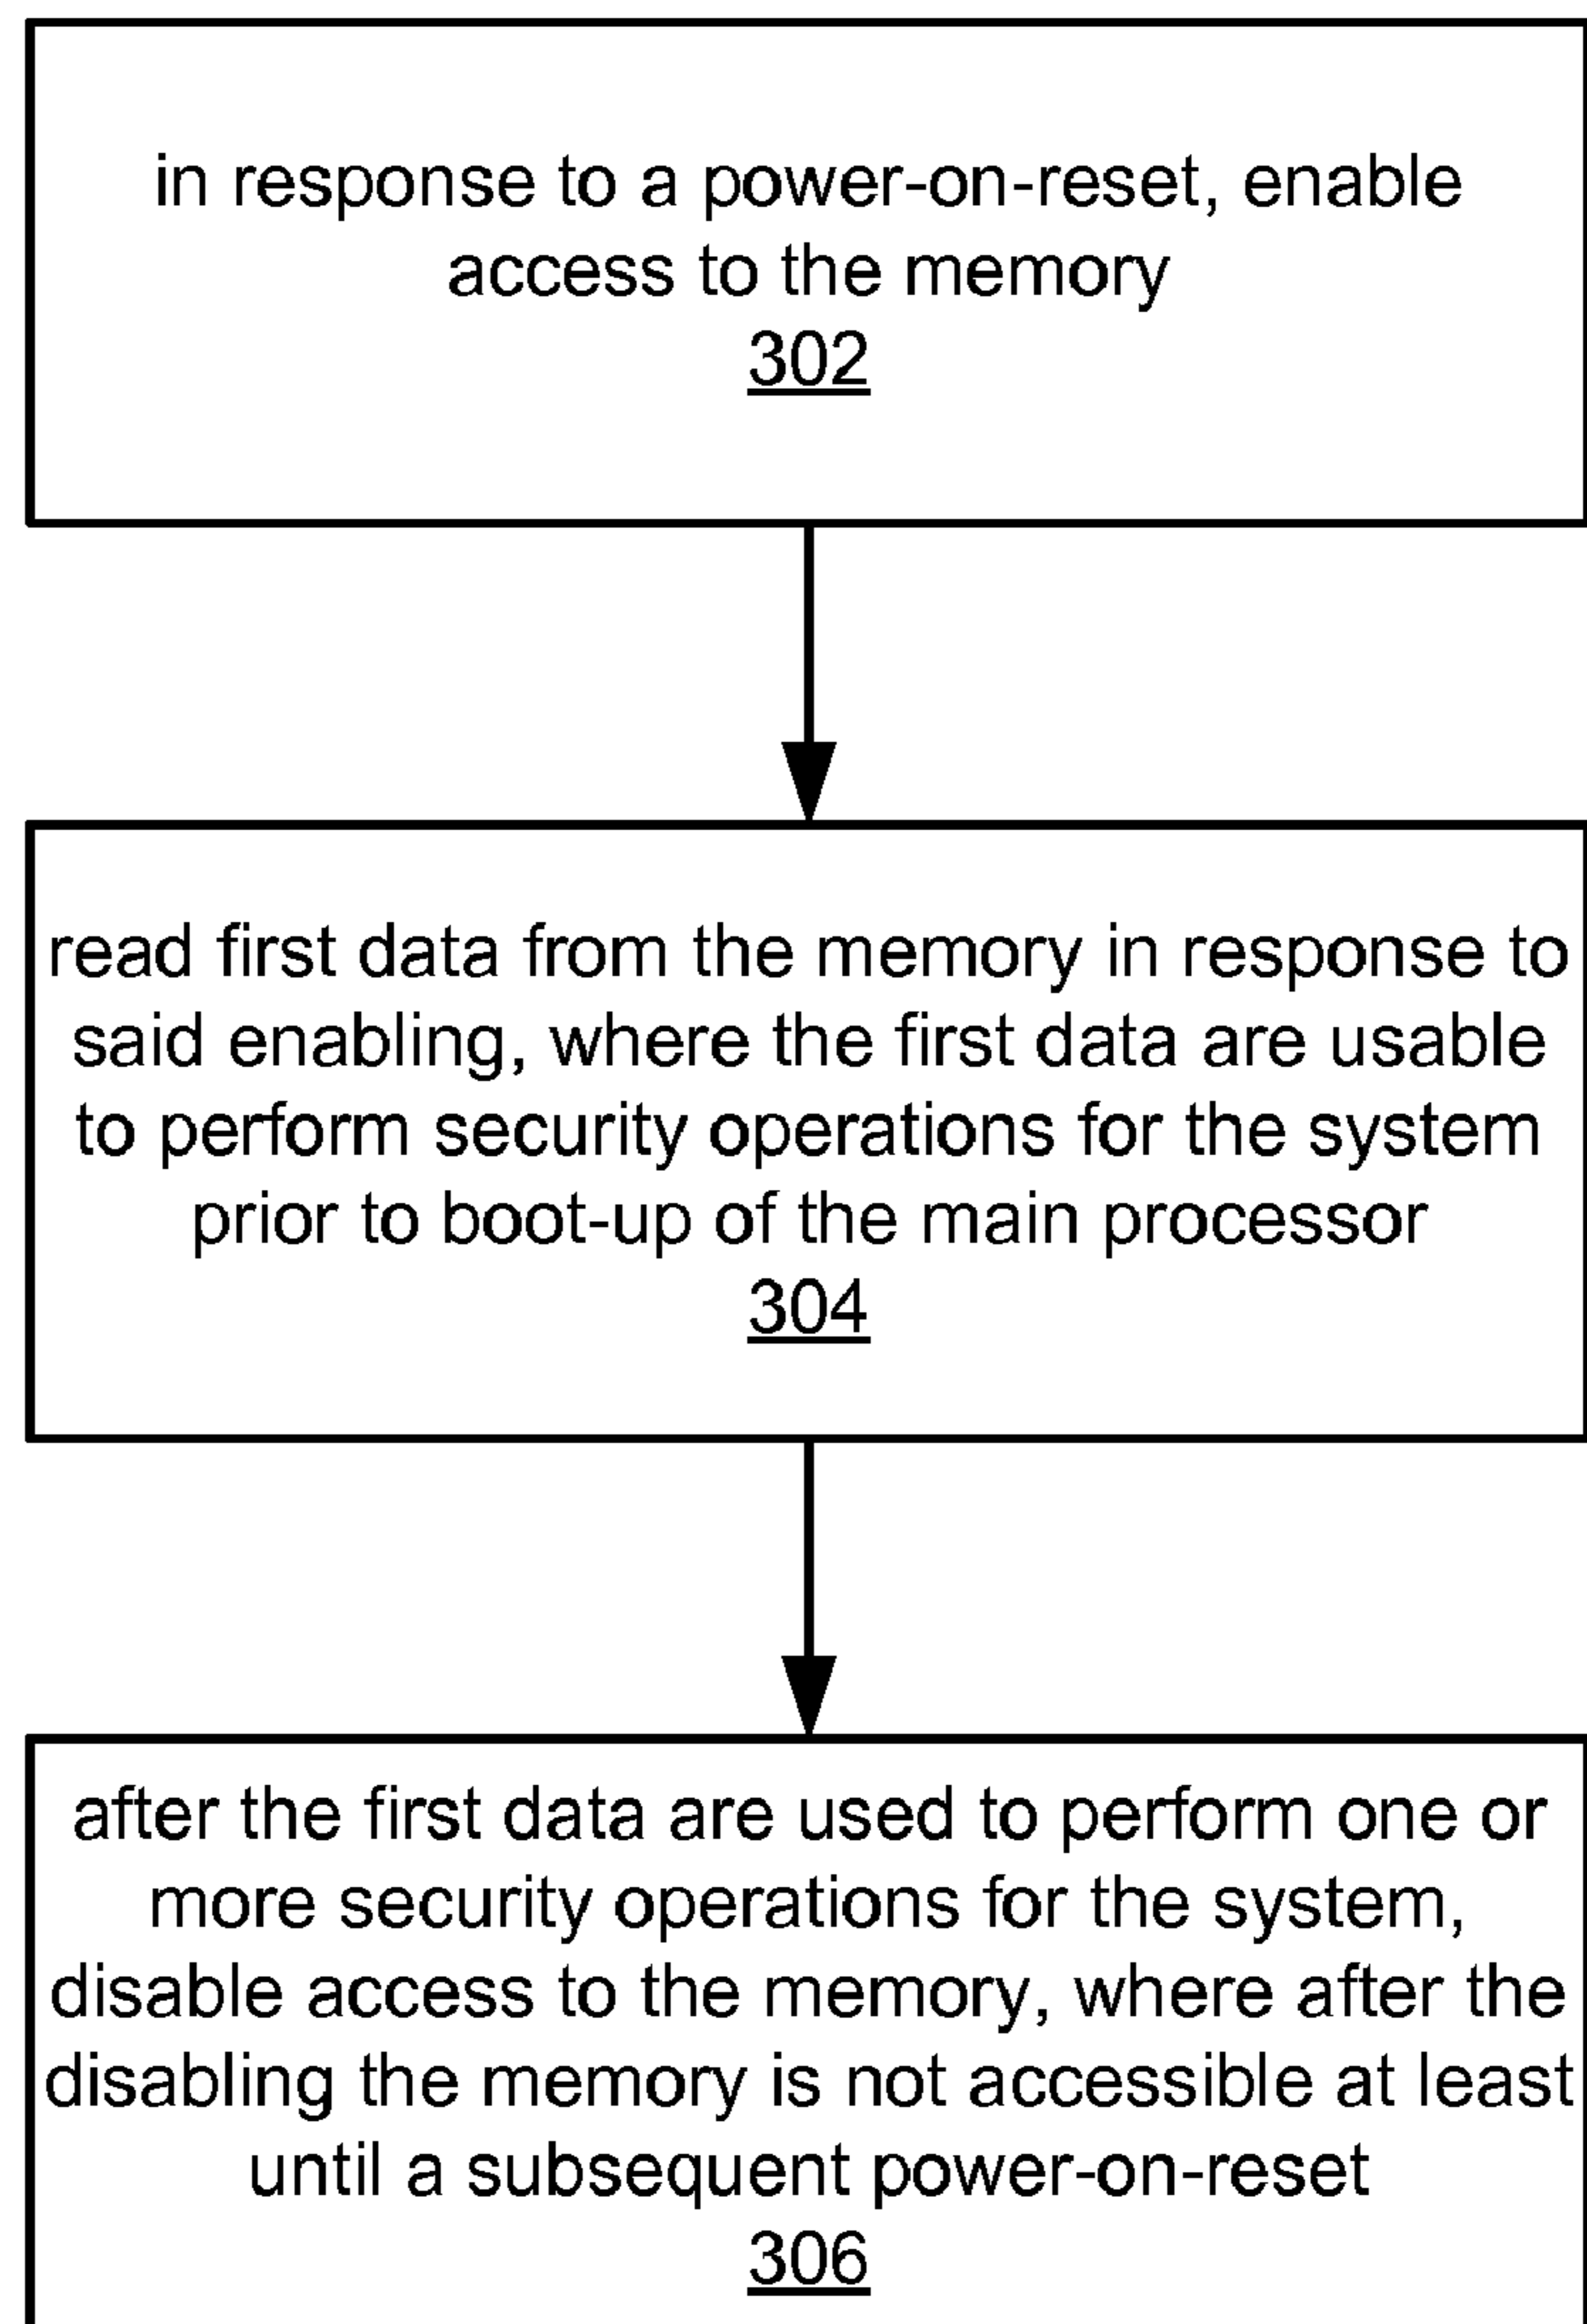 in response to a power-on-reset, enable
access to the memory
302
read first data from the memory in response to
said enabling, where the first data are usable
to perform security operations for the system
prior to boot-up of the main processor
304
after the first data are used to perform one or
more security operations for the system,
disable access to the memory, where after the
disabling the memory is not accessible at least
until a subsequent power-on-reset
306